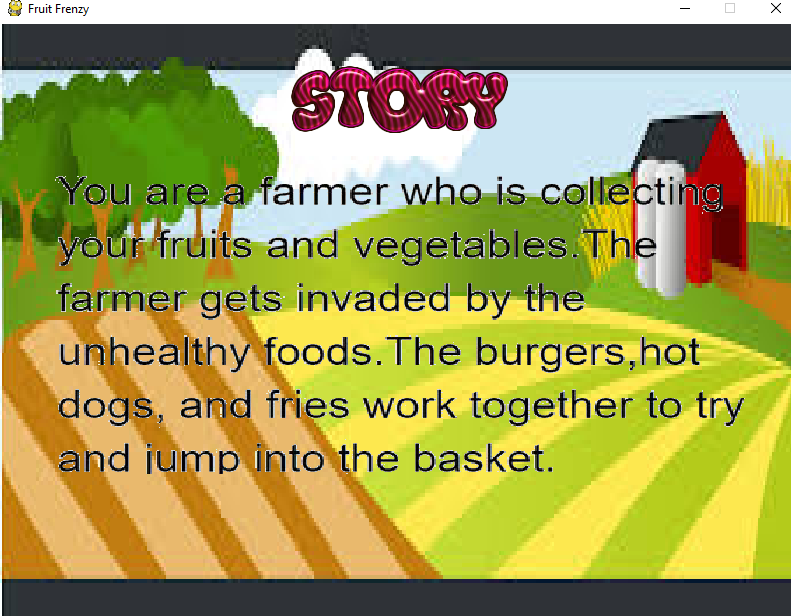 Fruit Frenzy
STORY
You are a farmer who is collecting
your fruits and vegetables.The
farmer gets invaded by the
unhealthy foods.The burgers,hot
dogs, and fries work together to try
and jump into the basket.